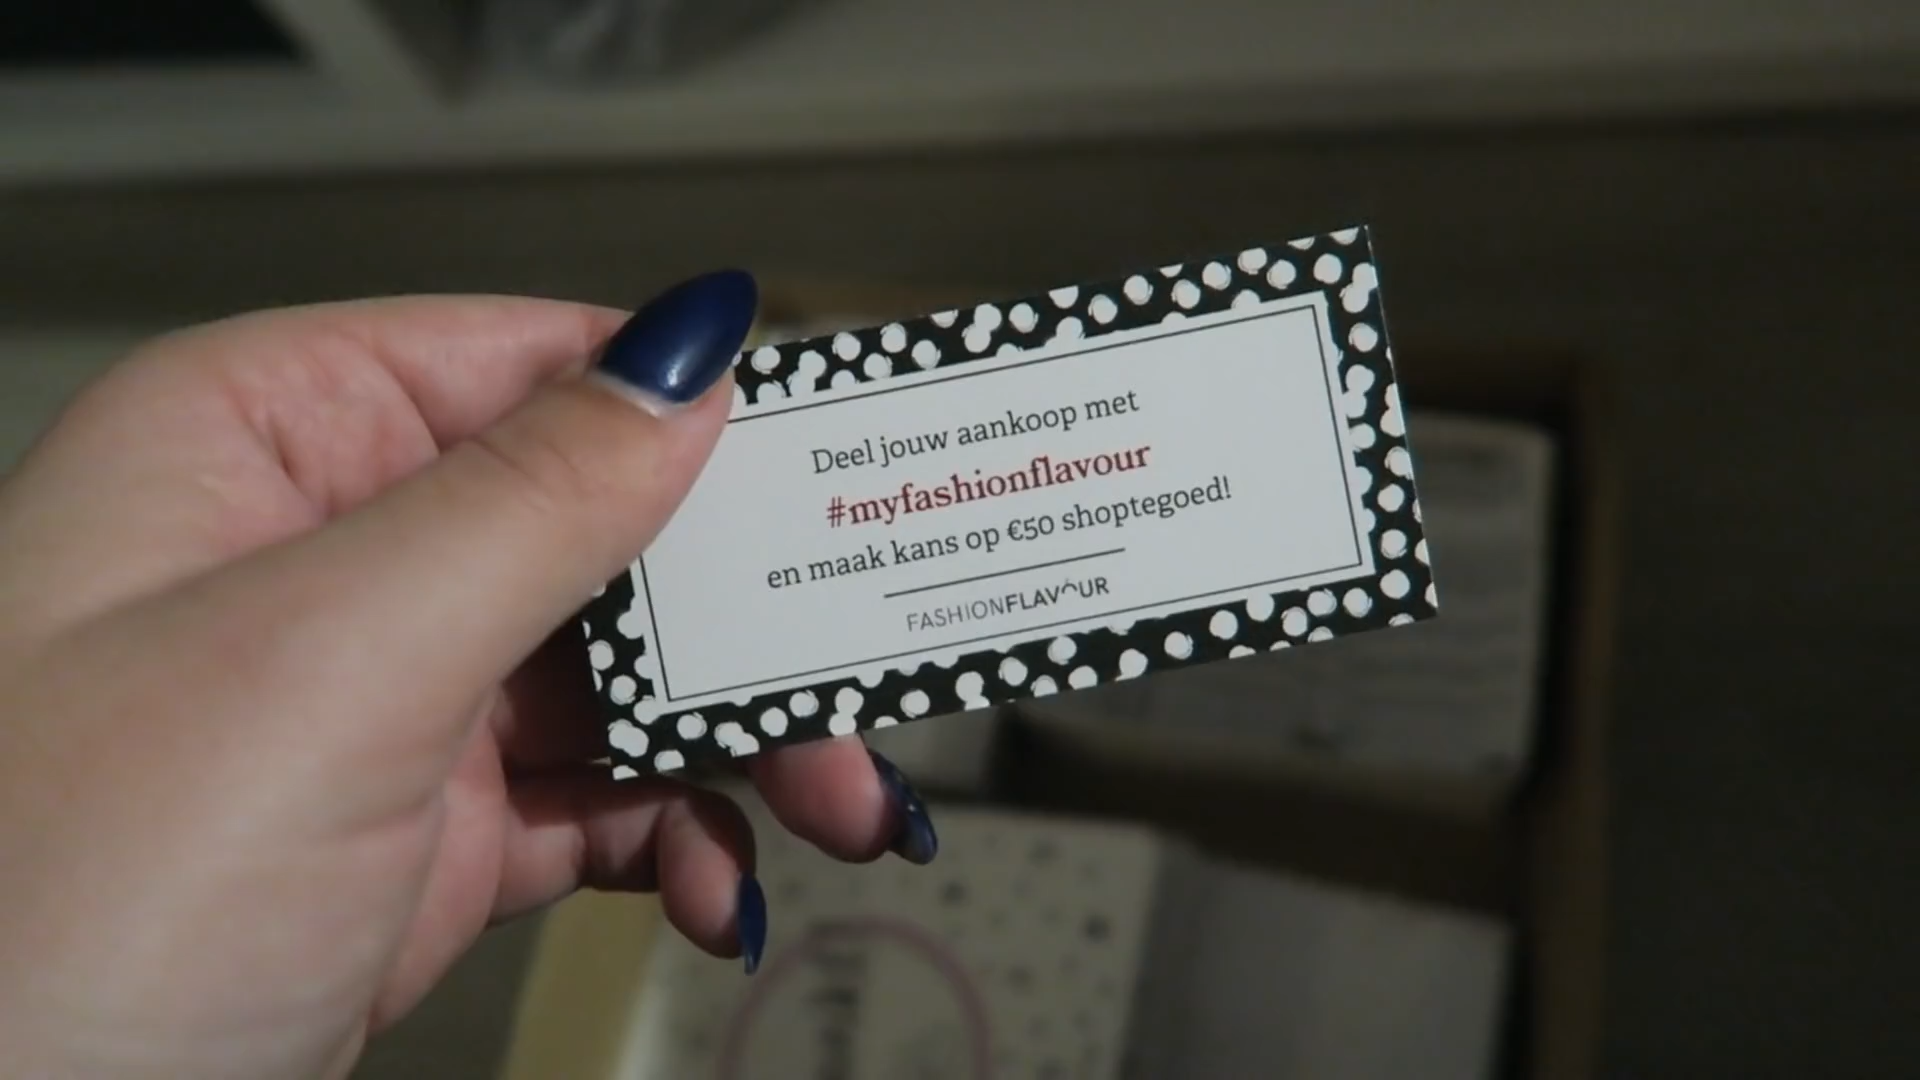 Deel jouw aankoop met
#myfashionflavour
en maak kans op €50 shoptegoed!
FASHIONFLAVOUR